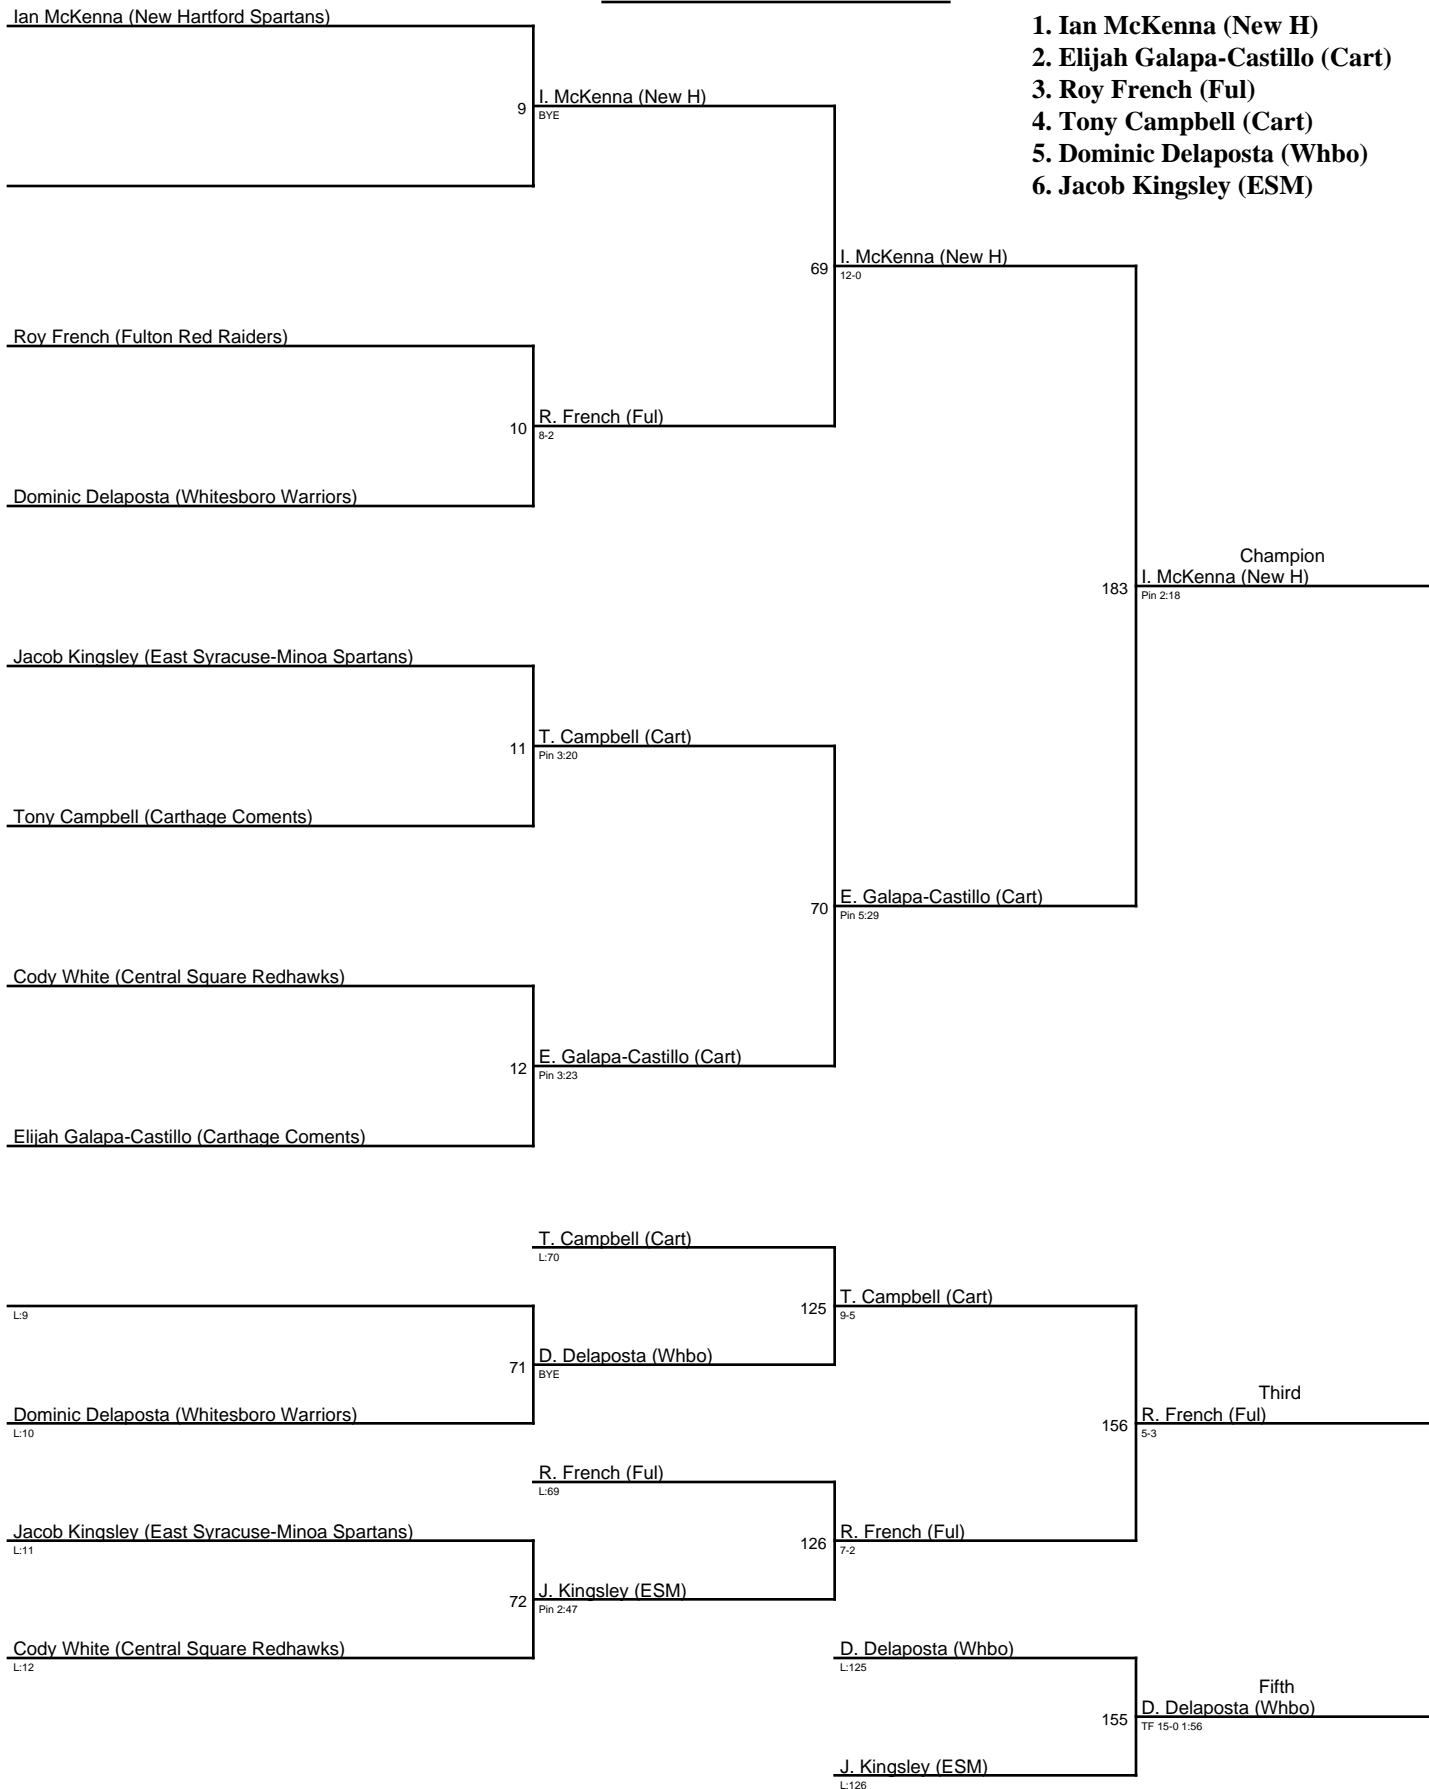 Ian McKenna (New Hartford Spartans)
1. Ian McKenna (New H)
2. Elijah Galapa-Castillo (Cart)
3. Roy French (Ful)
4. Tony Campbell (Cart)
5. Dominic Delaposta (Whbo)
6. Jacob Kingsley (ESM)
9 I. McKenna (New H)
BYE
69 I. McKenna (New H)
12-0
Roy French (Fulton Red Raiders)
10 R. French (Ful)
8-2
Dominic Delaposta (Whitesboro Warriors)
Champion
183 I. McKenna (New H)
Pin 2:18
Jacob Kingsley (East Syracuse-Minoa Spartans)
11 T. Campbell (Cart)
Pin 3:20
Tony Campbell (Carthage Coments)
70 E. Galapa-Castillo (Cart)
Pin 5:29
Cody White (Central Square Redhawks)
12 E. Galapa-Castillo (Cart)
Pin 3:23
Elijah Galapa-Castillo (Carthage Coments)
T. Campbell (Cart)
L:70
L:9
125 T. Campbell (Cart)
9-5
71 D. Delaposta (Whbo)
BYE
Dominic Delaposta (Whitesboro Warriors)
L:10
Third
156 R. French (Ful)
5-3
R. French (Ful)
L:69
Jacob Kingsley (East Syracuse-Minoa Spartans)
L:11
126 R. French (Ful)
7-2
72 J. Kingsley (ESM)
Pin 2:47
Cody White (Central Square Redhawks)
L:12
D. Delaposta (Whbo)
L:125
Fifth
155 D. Delaposta (Whbo)
TF 15-0 1:56
J. Kingsley (ESM)
L:126